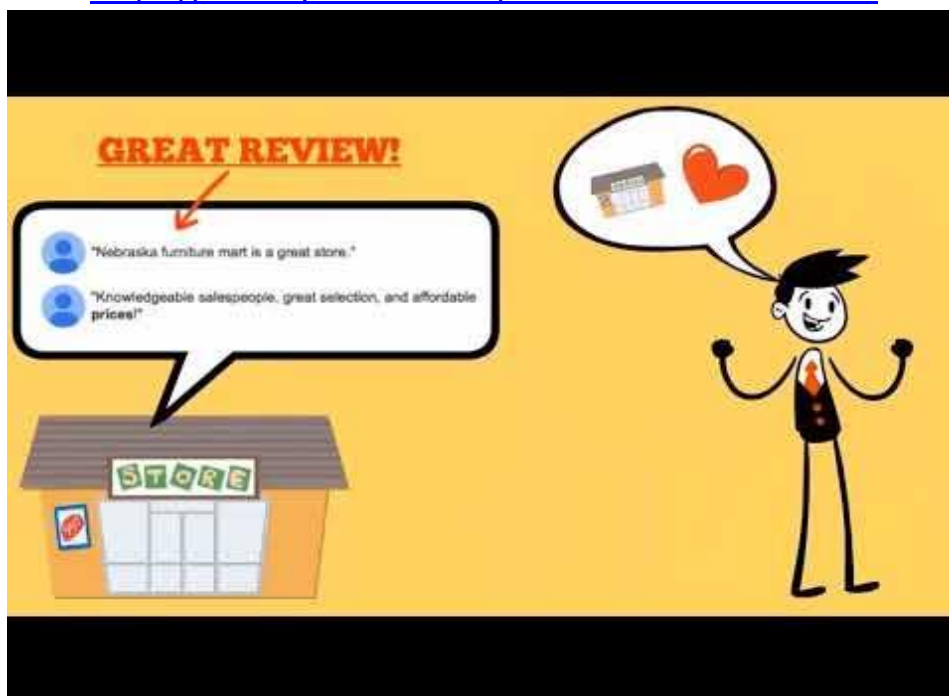 GREAT REVIEW!
"Nebraska furniture mart is a great store."
"Knowledgeable salespeople, great selection, and affordable
prices!"
STORE